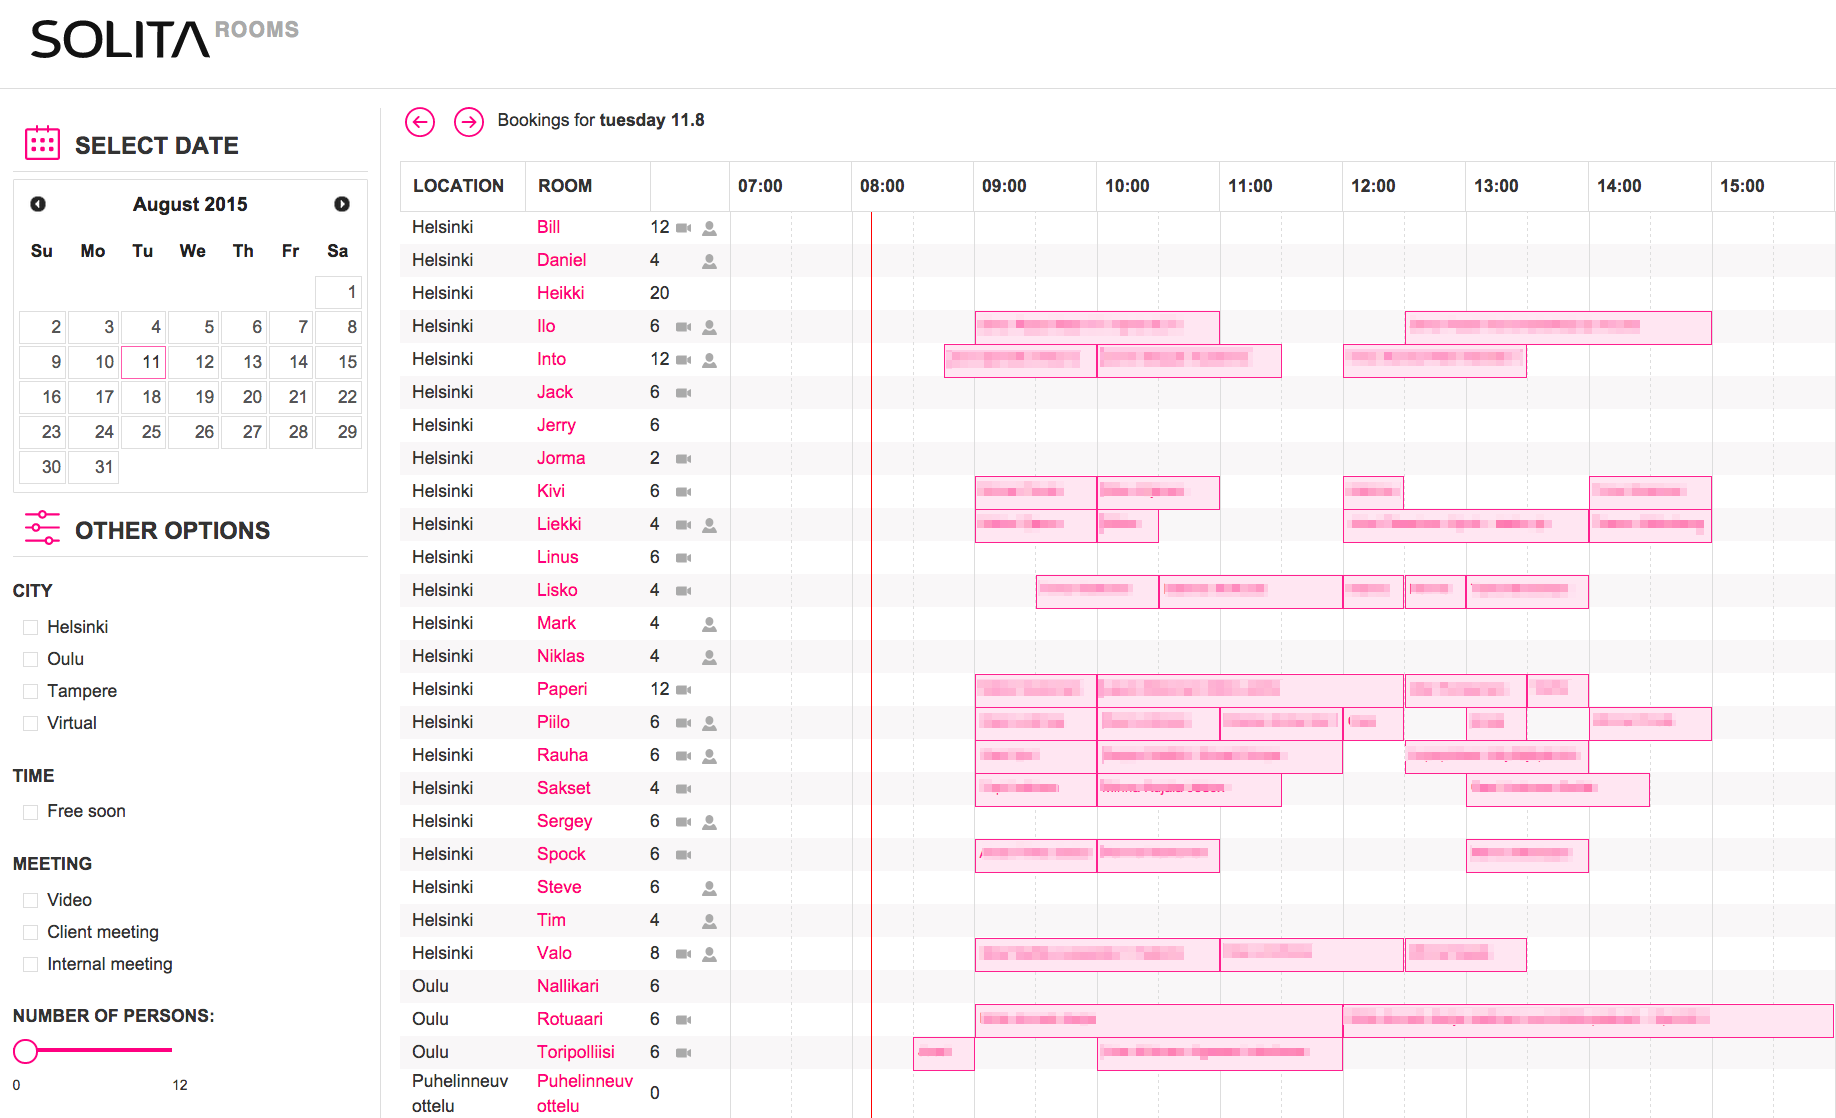 SOLITA ROOMS
SELECT DATE
August 2015
Su Mo Tu We Th Fr Sa
1
2 3 4 5 6 7 8
9 10 11 12 13 14 15
16 17 18 19 20 21 22
23 24 25 26 27 28 29
30 31
OTHER OPTIONS
CITY
Helsinki
Oulu
Tampere
Virtual
TIME
Free soon
MEETING
Video
Client meeting
Internal meeting
NUMBER OF PERSONS:
0 12
Bookings for tuesday 11.8
LOCATION ROOM 07:00 08:00 09:00 10:00 11:00 12:00 13:00 14:00 15:00
Helsinki Bill 12
Helsinki Daniel 4
Helsinki Heikki 20
Helsinki Ilo 6
Helsinki Into 12
Helsinki Jack 6
Helsinki Jerry 6
Helsinki Jorma 2
Helsinki Kivi 6
Helsinki Liekki 4
Helsinki Linus 6
Helsinki Lisko 4
Helsinki Mark 4
Helsinki Niklas 4
Helsinki Paperi 12
Helsinki Piilo 6
Helsinki Rauha 6
Helsinki Sakset 4
Helsinki Sergey 6
Helsinki Spock 6
Helsinki Steve 6
Helsinki Tim 4
Helsinki Valo 8
Oulu Nallikari 6
Oulu Rotuaari 6
Oulu Toripolliisi 6
Puhelinneuv Puhelinneuv 0
ottelu ottelu